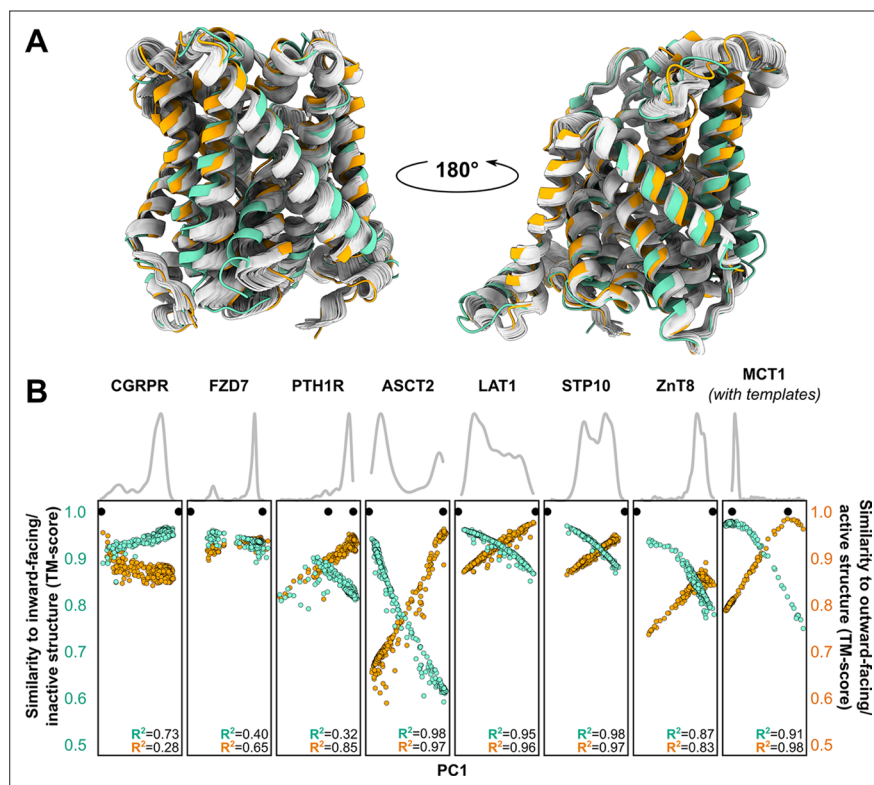 A
180°
B
CGRPR
FZD7
PTH1R
ASCT2
LAT1
STP10
ZnT8
MCT1
(with templates)
Similarity to inward-facing/
inactive structure (TM-score)
1.0
0.9
0.8
0.7
0.6
0.5
R²=0.73
R²=0.28
R²=0.40
R²=0.65
R²=0.32
R²=0.85
R²=0.98
R²=0.97
R²=0.95
R²=0.96
R²=0.98
R²=0.97
R²=0.87
R²=0.83
R²=0.91
R²=0.98
1.0
0.9
0.8
0.7
0.6
0.5
Similarity to outward-facing/
active structure (TM-score)
PC1